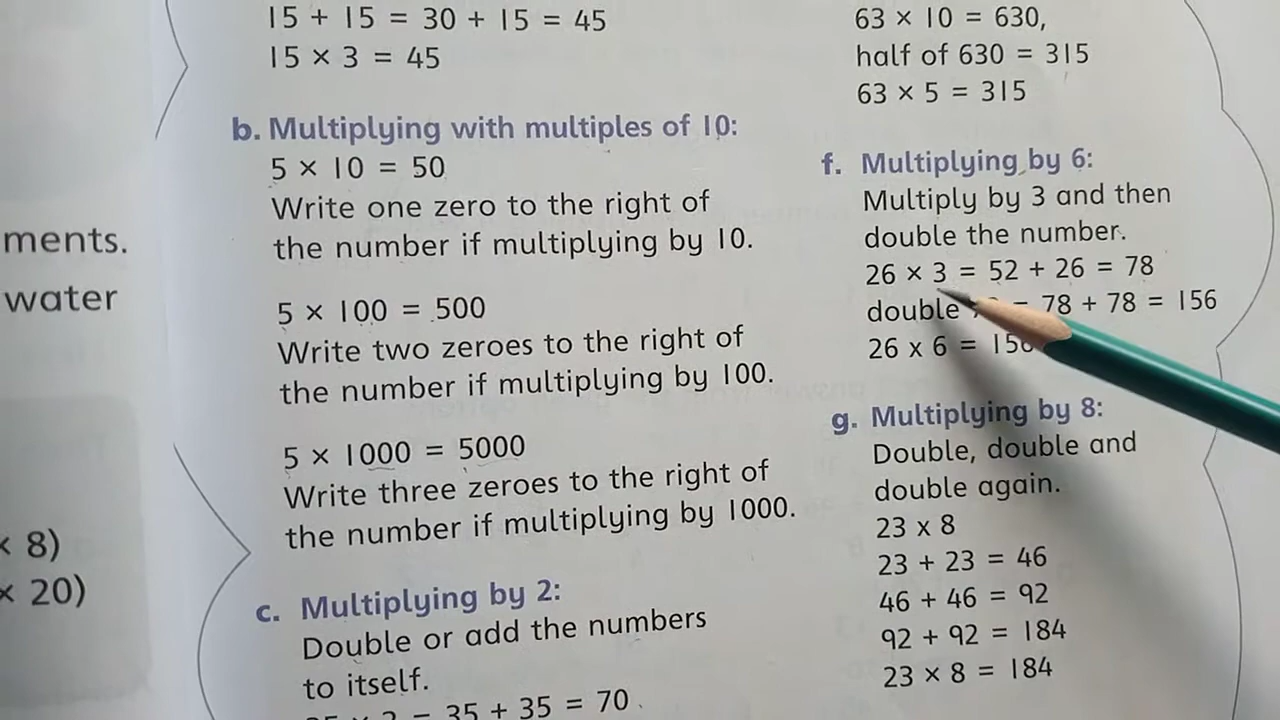 ments.
water
× 8)
× 20)
15 + 15 = 30 + 15 = 45
15 × 3 = 45
b. Multiplying with multiples of 10:
5 × 10 = 50
Write one zero to the right of
the number if multiplying by 10.
5 × 100 = 500
Write two zeroes to the right of
the number if multiplying by 100.
5 × 1000 = 5000
Write three zeroes to the right of
the number if multiplying by 1000.
c. Multiplying by 2:
Double or add the numbers
to itself.
35 × 2 = 35 + 35 = 70
63 × 10 = 630,
half of 630 = 315
63 × 5 = 315
f. Multiplying by 6:
Multiply by 3 and then
double the number.
26 × 3 = 52 + 26 = 78
double = 78 + 78 = 156
26 x 6 = 156
g. Multiplying by 8:
Double, double and
double again.
23 x 8
23 + 23 = 46
46 + 46 = 92
92 + 92 = 184
23 × 8 = 184